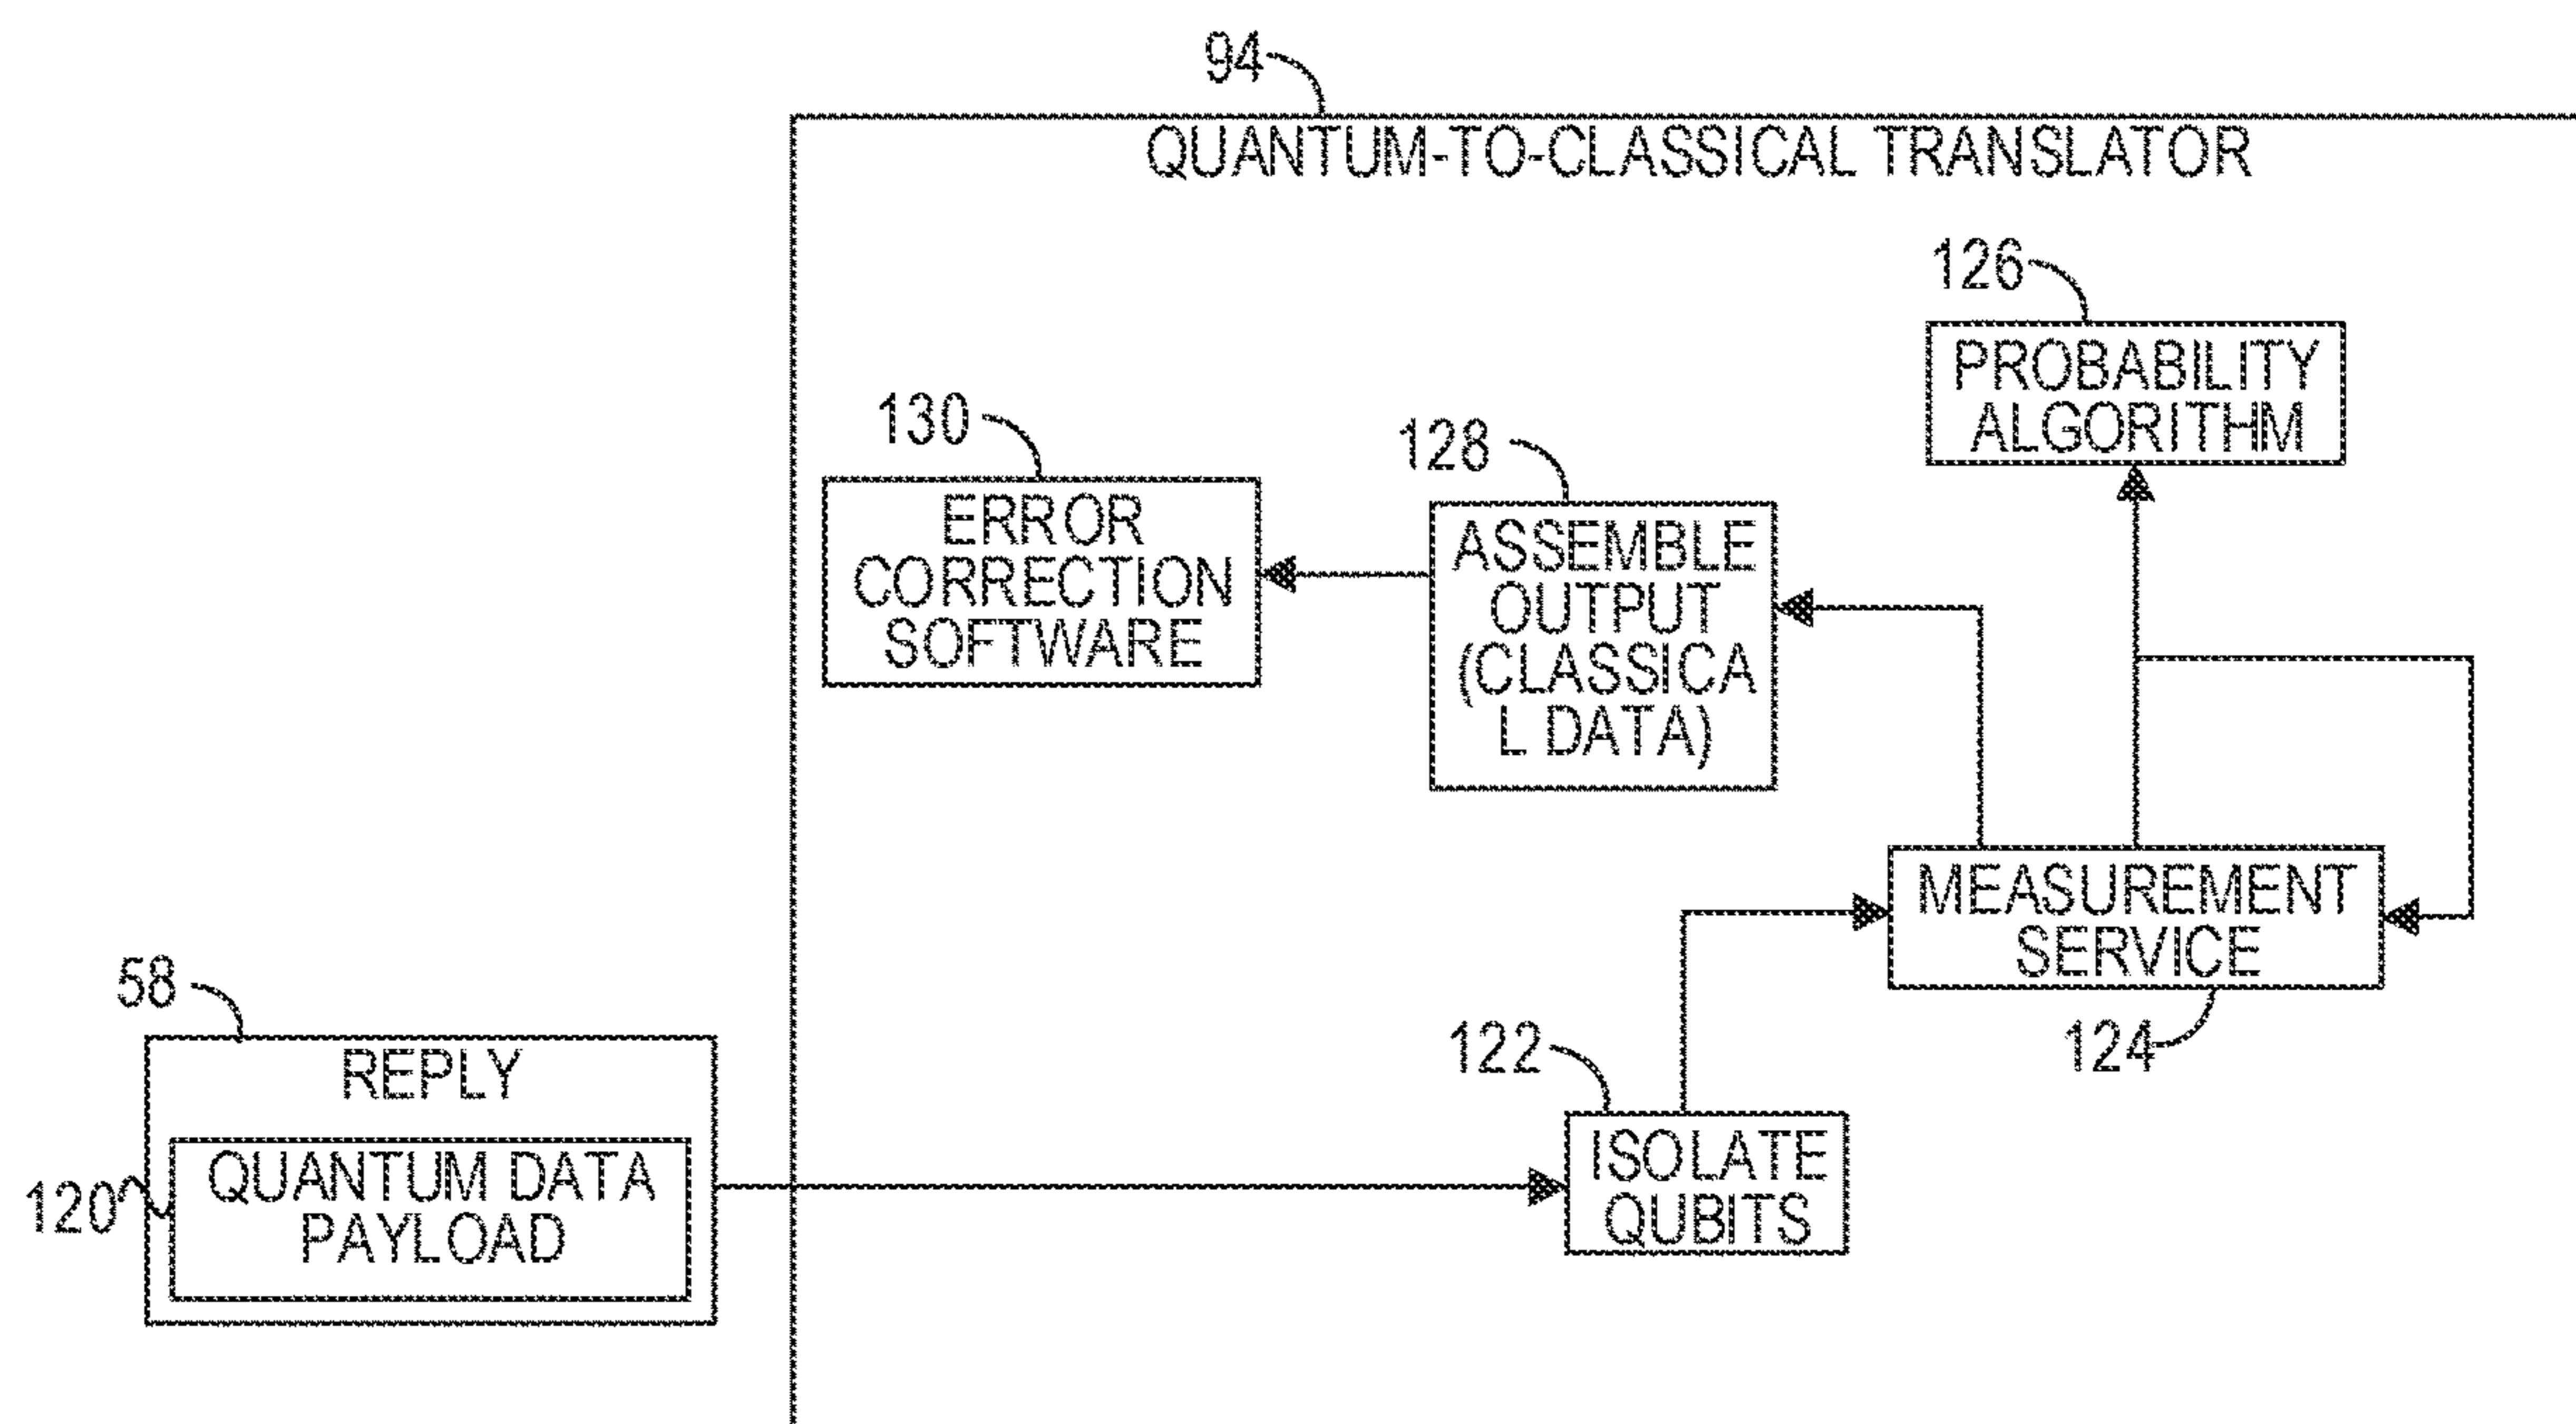 94
QUANTUM-TO-CLASSICAL TRANSLATOR
126
PROBABILITY
ALGORITHM
130
ERROR
CORRECTION
SOFTWARE
128
ASSEMBLE
OUTPUT
(CLASSICA
L DATA)
MEASUREMENT
SERVICE
124
58
REPLY
120
QUANTUM DATA
PAYLOAD
122
ISOLATE
QUBITS